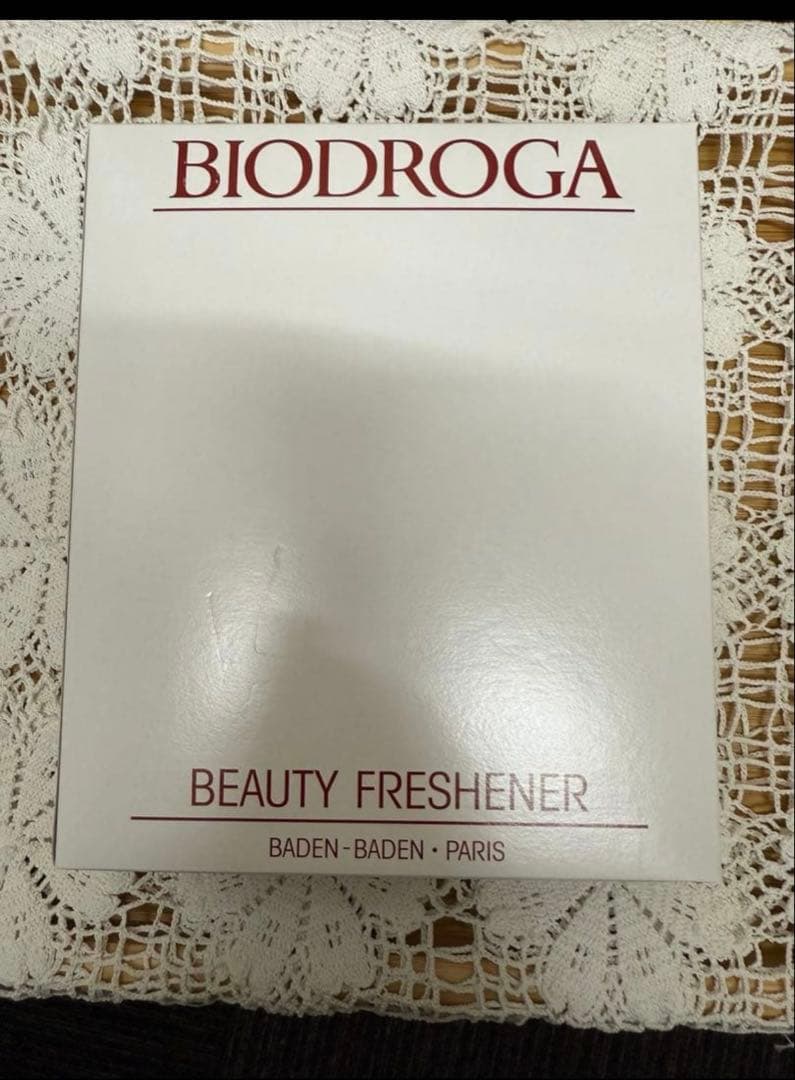 BIODROGA
BEAUTY FRESHENER
BADEN-BADEN · PARIS